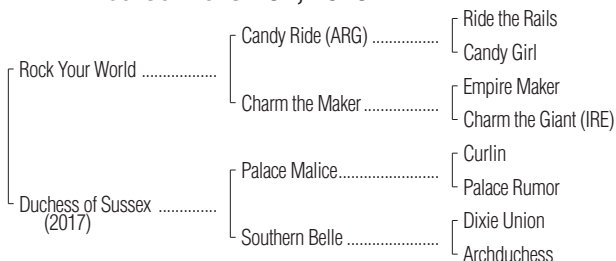 Ride the Rails
Candy Ride (ARG) ..................
Candy Girl
Rock Your World ..................
Empire Maker
Charm the Maker ..................
Charm the Giant (IRE)
Curlin
Palace Malice........................
Palace Rumor
Duchess of Sussex ..............
(2017)
Dixie Union
Southern Belle ......................
Archduchess